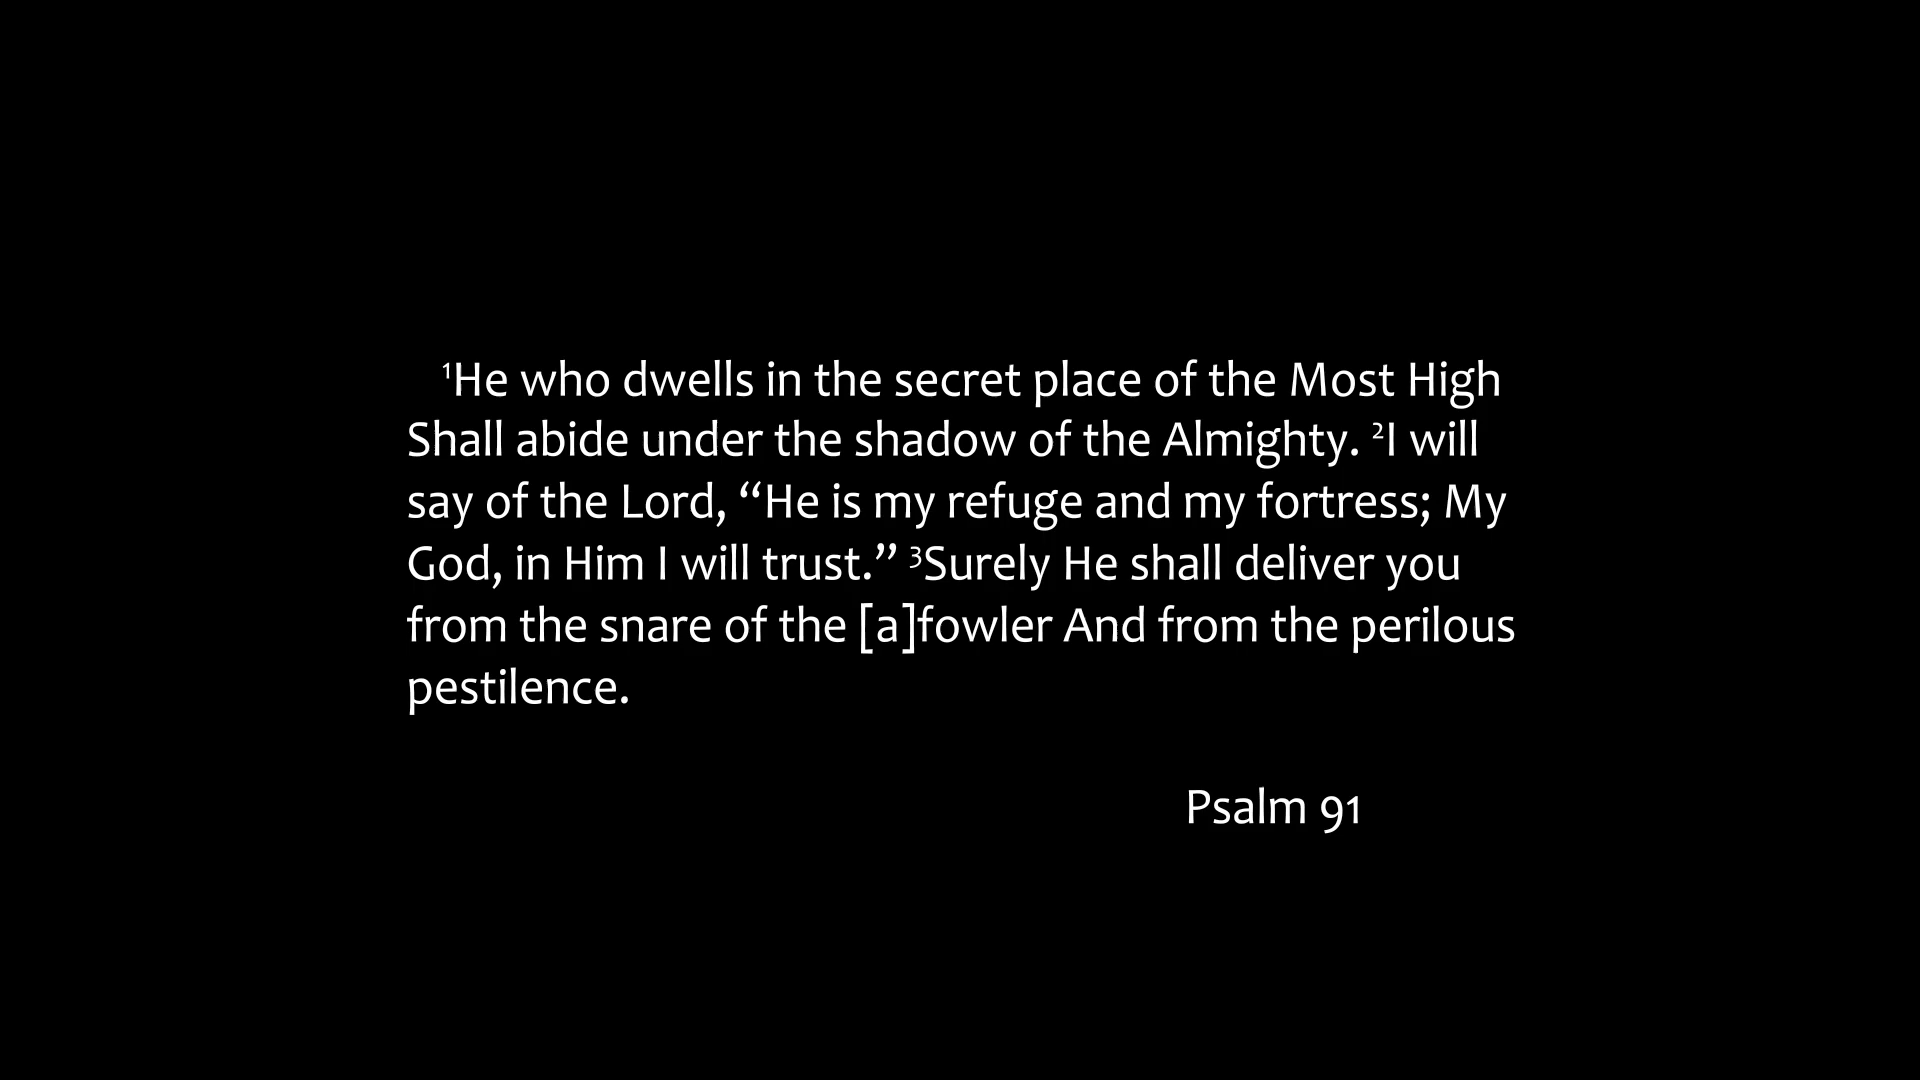 ¹He who dwells in the secret place of the Most High
Shall abide under the shadow of the Almighty. ²I will
say of the Lord, “He is my refuge and my fortress; My
God, in Him I will trust.” ³Surely He shall deliver you
from the snare of the [a]fowler And from the perilous
pestilence.
Psalm 91